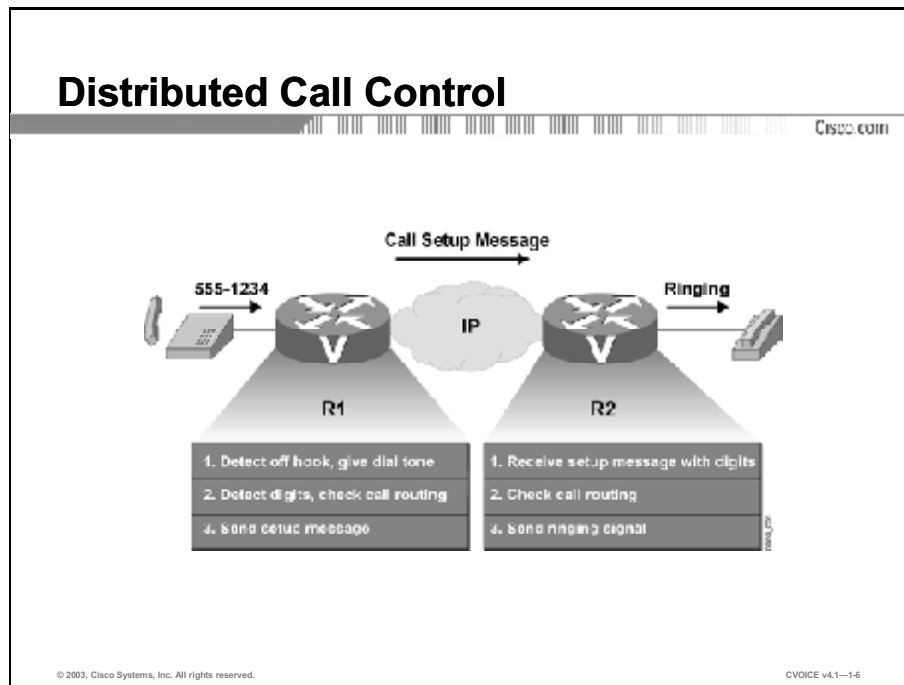 Distributed Call Control
Cisco.com
Call Setup Message
555-1234
Ringing
IP
V
V
R1
R2
1. Detect off hook, give dial tone
2. Detect digits, check call routing
3. Send setup message
1. Receive setup message with digits
2. Check call routing
3. Send ringing signal
© 2003, Cisco Systems, Inc. All rights reserved.
CVOICE v4.1—1-6